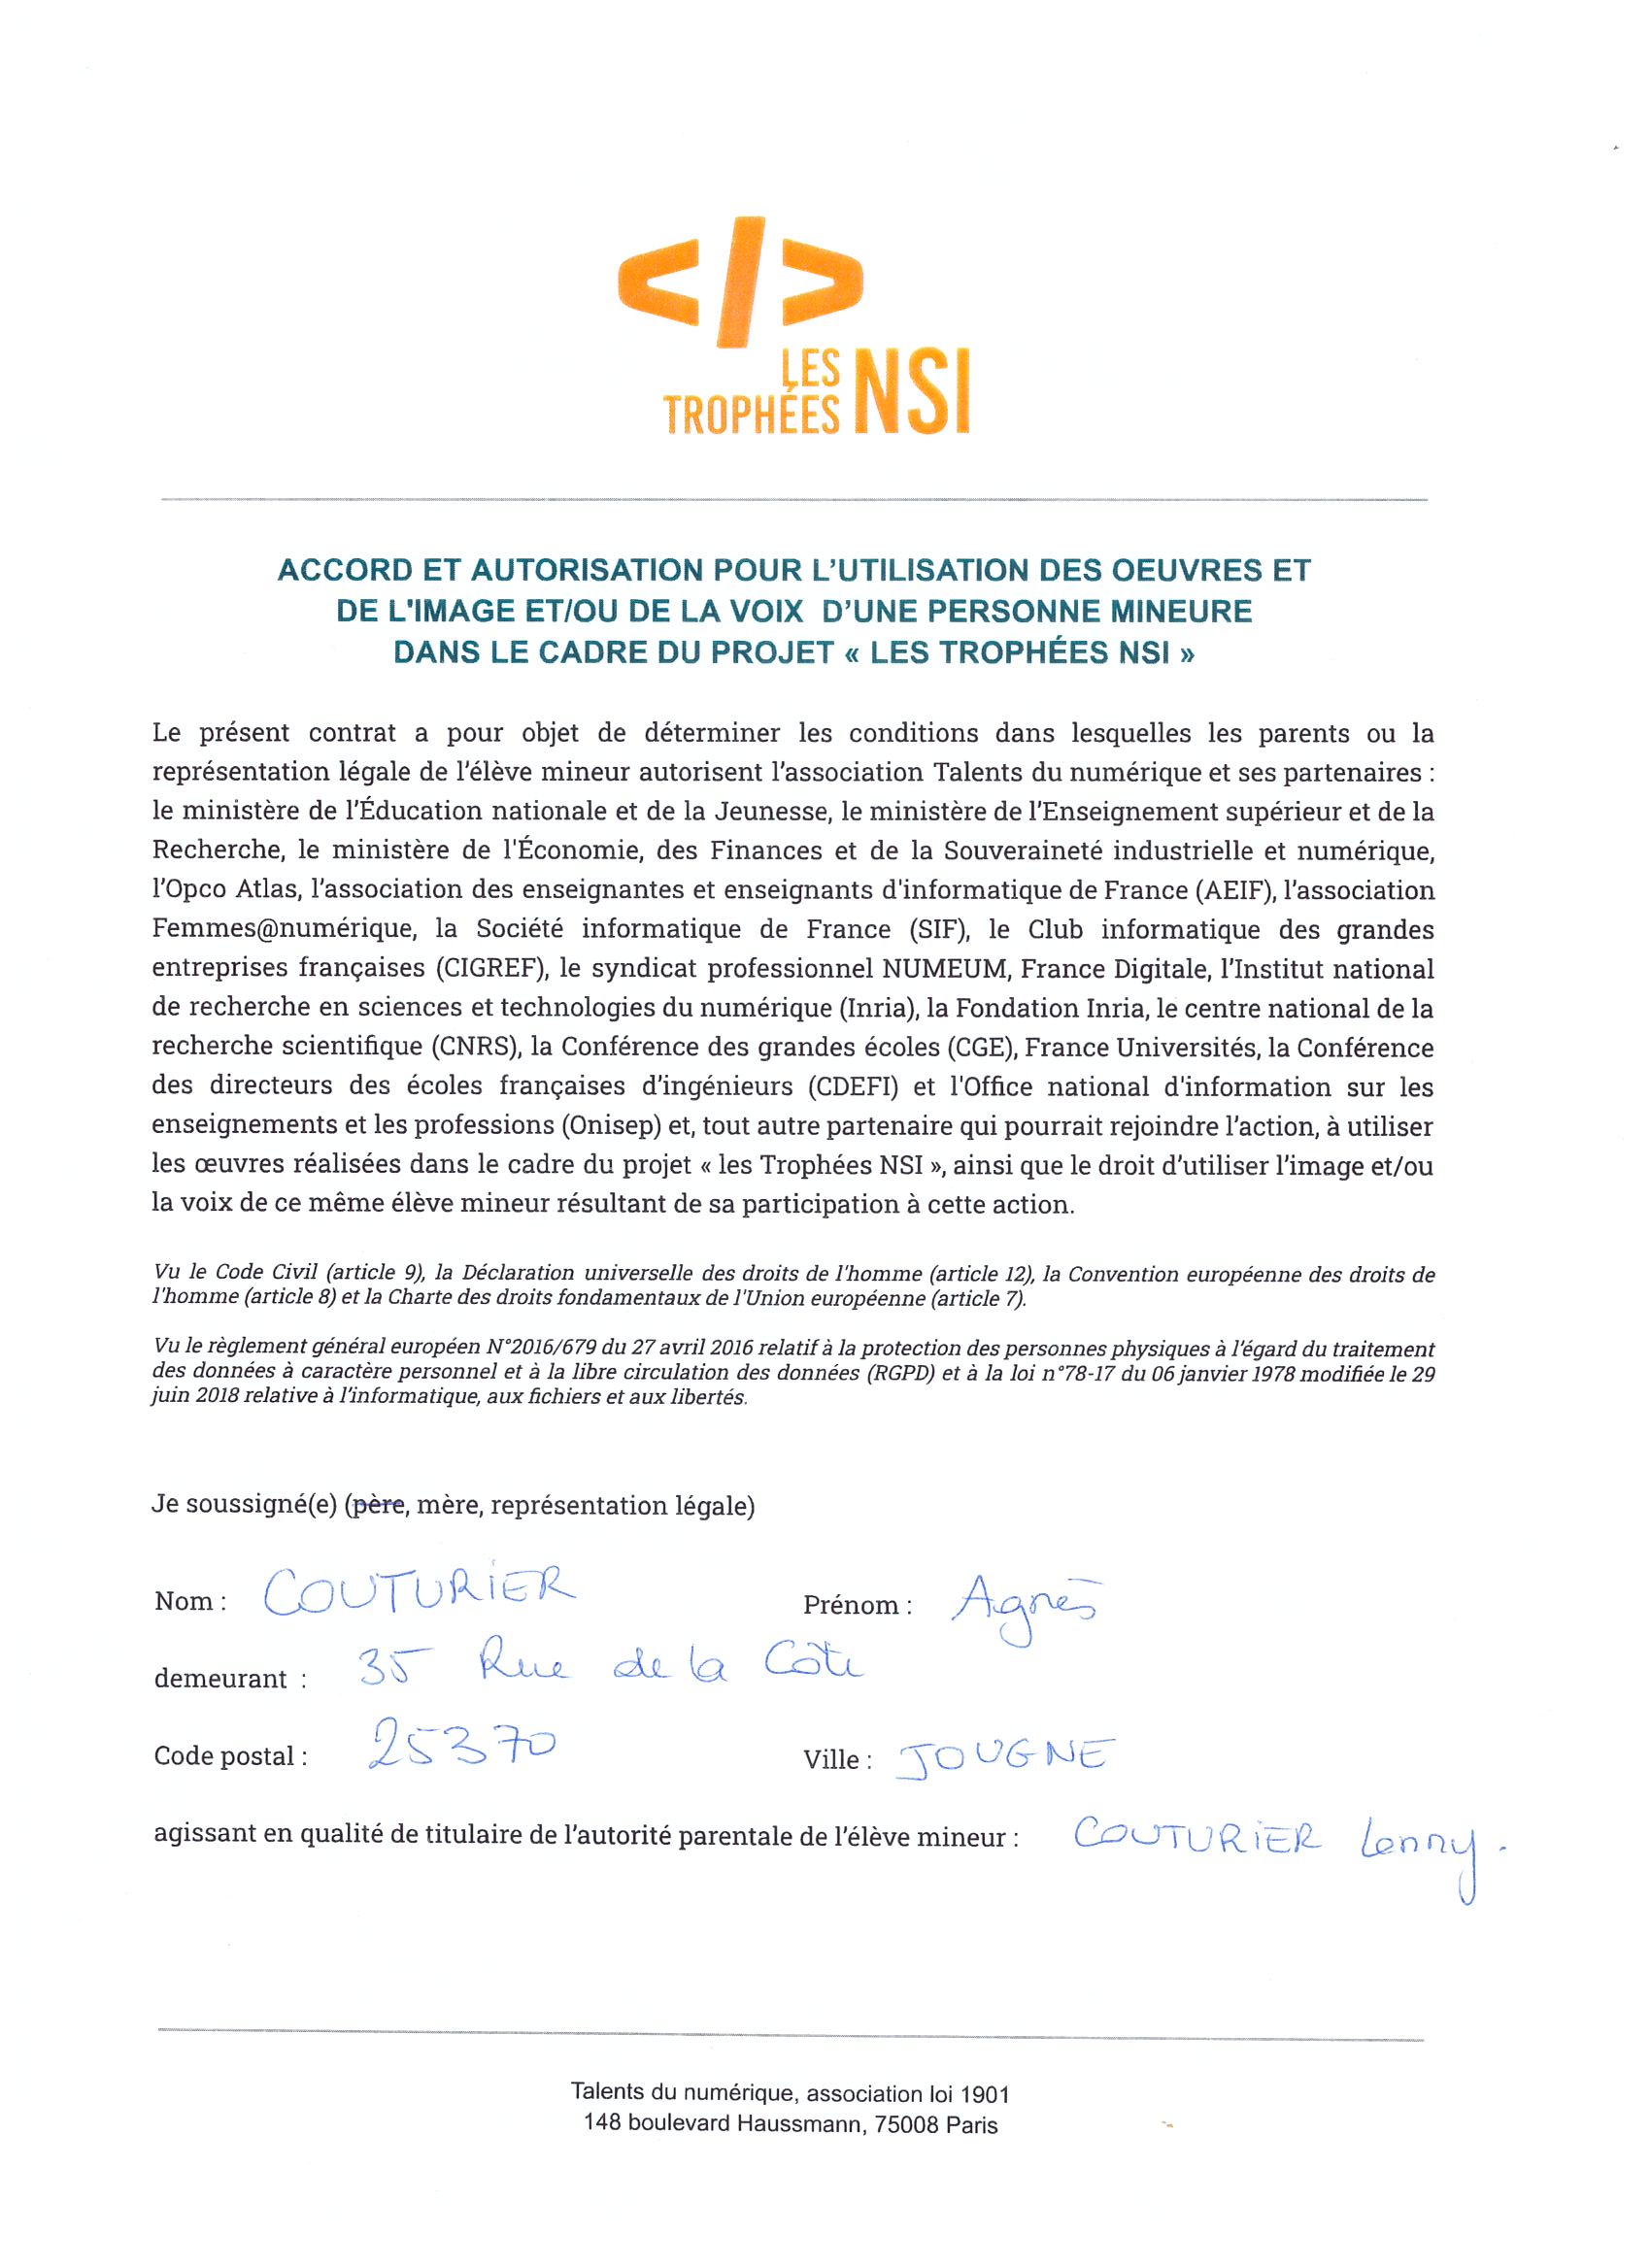 </>
LES
TROPHÉES NSI
ACCORD ET AUTORISATION POUR L'UTILISATION DES OEUVRES ET
DE L'IMAGE ET/OU DE LA VOIX D'UNE PERSONNE MINEURE
DANS LE CADRE DU PROJET « LES TROPHÉES NSI »
Le présent contrat a pour objet de déterminer les conditions dans lesquelles les parents ou la
représentation légale de l'élève mineur autorisent l'association Talents du numérique et ses partenaires :
le ministère de l'Éducation nationale et de la Jeunesse, le ministère de l'Enseignement supérieur et de la
Recherche, le ministère de l'Économie, des Finances et de la Souveraineté industrielle et numérique,
l'Opco Atlas, l'association des enseignantes et enseignants d'informatique de France (AEIF), l'association
Femmes@numérique, la Société informatique de France (SIF), le Club informatique des grandes
entreprises françaises (CIGREF), le syndicat professionnel NUMEUM, France Digitale, l'Institut national
de recherche en sciences et technologies du numérique (Inria), la Fondation Inria, le centre national de la
recherche scientifique (CNRS), la Conférence des grandes écoles (CGE), France Universités, la Conférence
des directeurs des écoles françaises d'ingénieurs (CDEFI) et l'Office national d'information sur les
enseignements et les professions (Onisep) et, tout autre partenaire qui pourrait rejoindre l'action, à utiliser
les œuvres réalisées dans le cadre du projet « les Trophées NSI », ainsi que le droit d'utiliser l'image et/ou
la voix de ce même élève mineur résultant de sa participation à cette action.
Vu le Code Civil (article 9), la Déclaration universelle des droits de l'homme (article 12), la Convention européenne des droits de
l'homme (article 8) et la Charte des droits fondamentaux de l'Union européenne (article 7).
Vu le règlement général européen N°2016/679 du 27 avril 2016 relatif à la protection des personnes physiques à l'égard du traitement
des données à caractère personnel et à la libre circulation des données (RGPD) et à la loi n°78-17 du 06 janvier 1978 modifiée le 29
juin 2018 relative à l'informatique, aux fichiers et aux libertés.
Je soussigné(e) (père, mère, représentation légale)
Nom : COUTURIER Prénom : Agnès
demeurant : 35 Rue de la Côte
Code postal : 25370 Ville : JOUGNE
agissant en qualité de titulaire de l'autorité parentale de l'élève mineur : COUTURIER Lenny.
Talents du numérique, association loi 1901
148 boulevard Haussmann, 75008 Paris